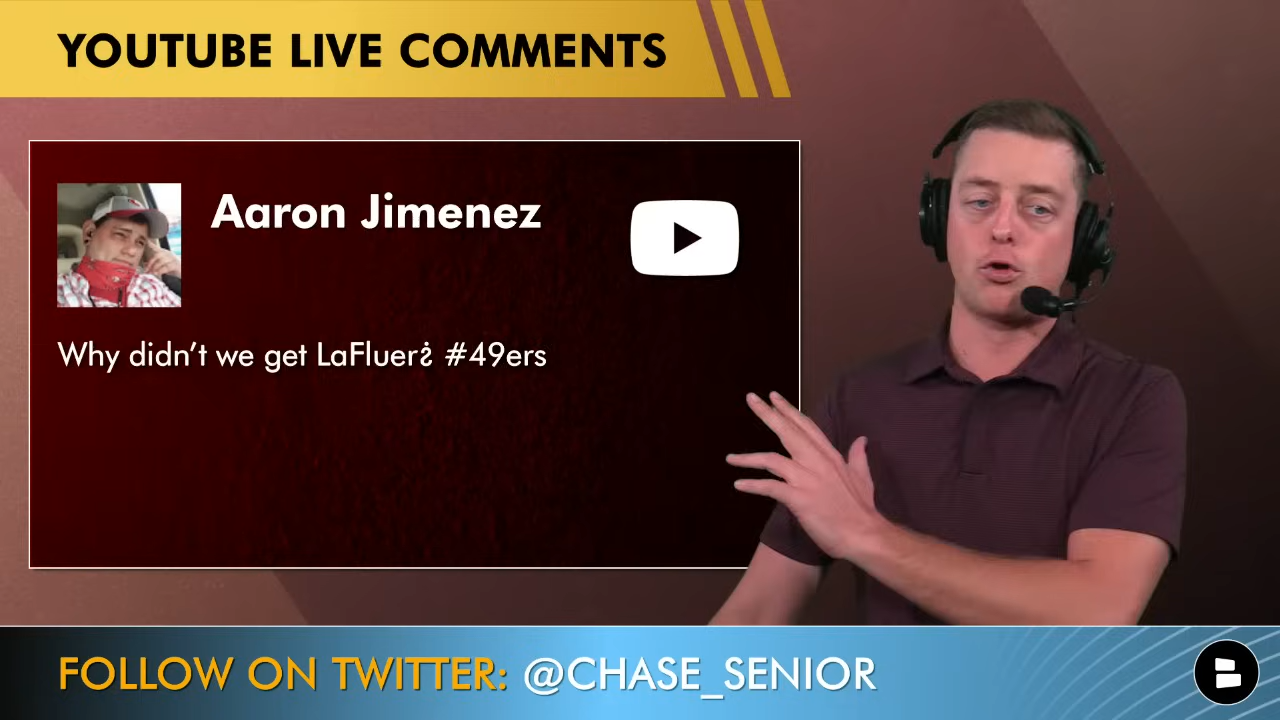 YOUTUBE LIVE COMMENTS
Aaron Jimenez
Why didn't we get LaFluer¿ #49ers
FOLLOW ON TWITTER: @CHASE_SENIOR